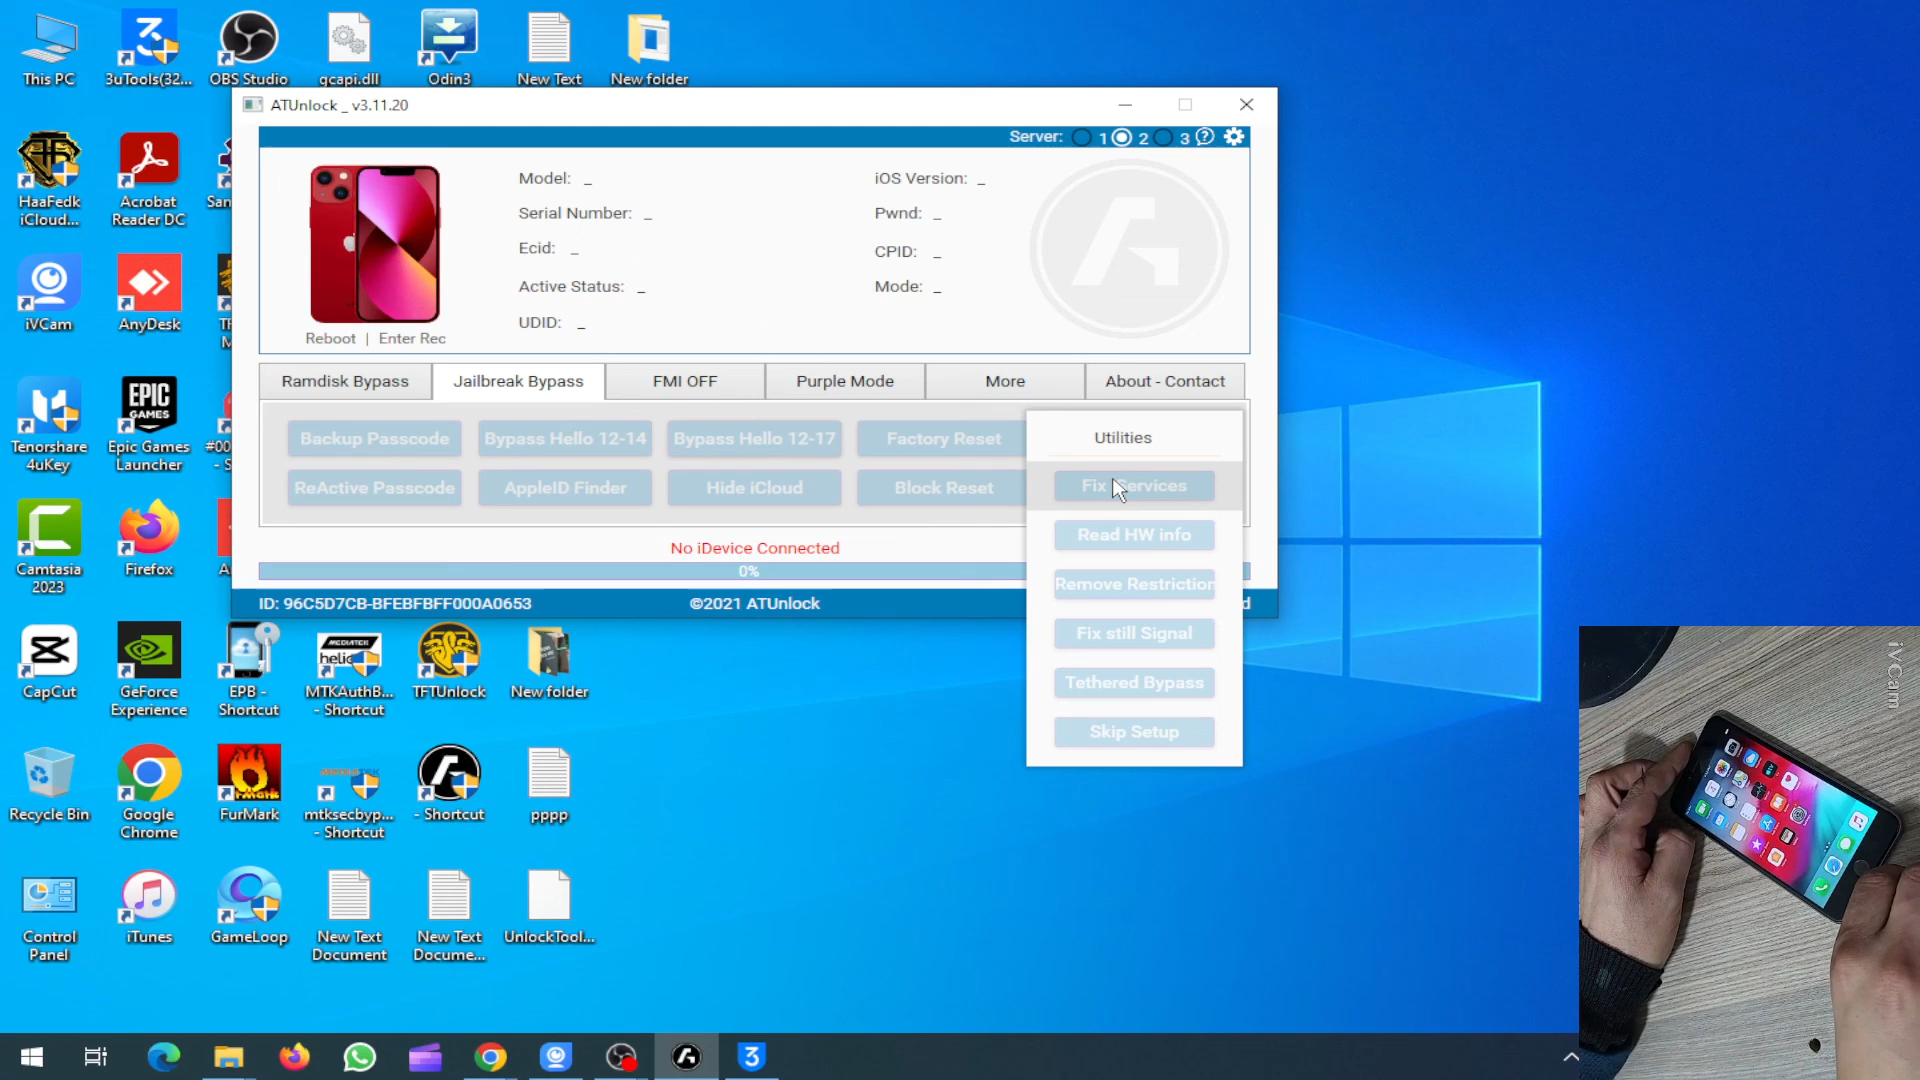 This PC
3uTools(32...
OBS Studio
gcapi.dll
Odin3
New Text
New folder
ATUnlock _ v3.11.20
Server: 1 2 3
Model: _
Serial Number: _
Ecid: _
Active Status: _
UDID: _
iOS Version: _
Pwnd: _
CPID: _
Mode: _
Reboot | Enter Rec
Ramdisk Bypass
Jailbreak Bypass
FMI OFF
Purple Mode
More
About - Contact
Backup Passcode
Bypass Hello 12-14
Bypass Hello 12-17
Factory Reset
ReActive Passcode
AppleID Finder
Hide iCloud
Block Reset
Utilities
Fix Services
Read HW info
Remove Restriction
Fix still Signal
Tethered Bypass
Skip Setup
No iDevice Connected
0%
ID: 96C5D7CB-BFEBFBFF000A0653
©2021 ATUnlock
d
HaaFedk
iCloud...
Acrobat
Reader DC
San
iVCam
AnyDesk
Tenorshare
4uKey
EPIC
GAMES
Epic Games
Launcher
#00
- S
Camtasia
2023
Firefox
CapCut
GeForce
Experience
EPB -
Shortcut
MEDIATEK
helio
MTKAuthB...
- Shortcut
TFTUnlock
New folder
Recycle Bin
Google
Chrome
FurMark
mtksecbyp...
- Shortcut
- Shortcut
pppp
Control
Panel
iTunes
GameLoop
New Text
Document
New Text
Docume...
UnlockTool...
iVCam